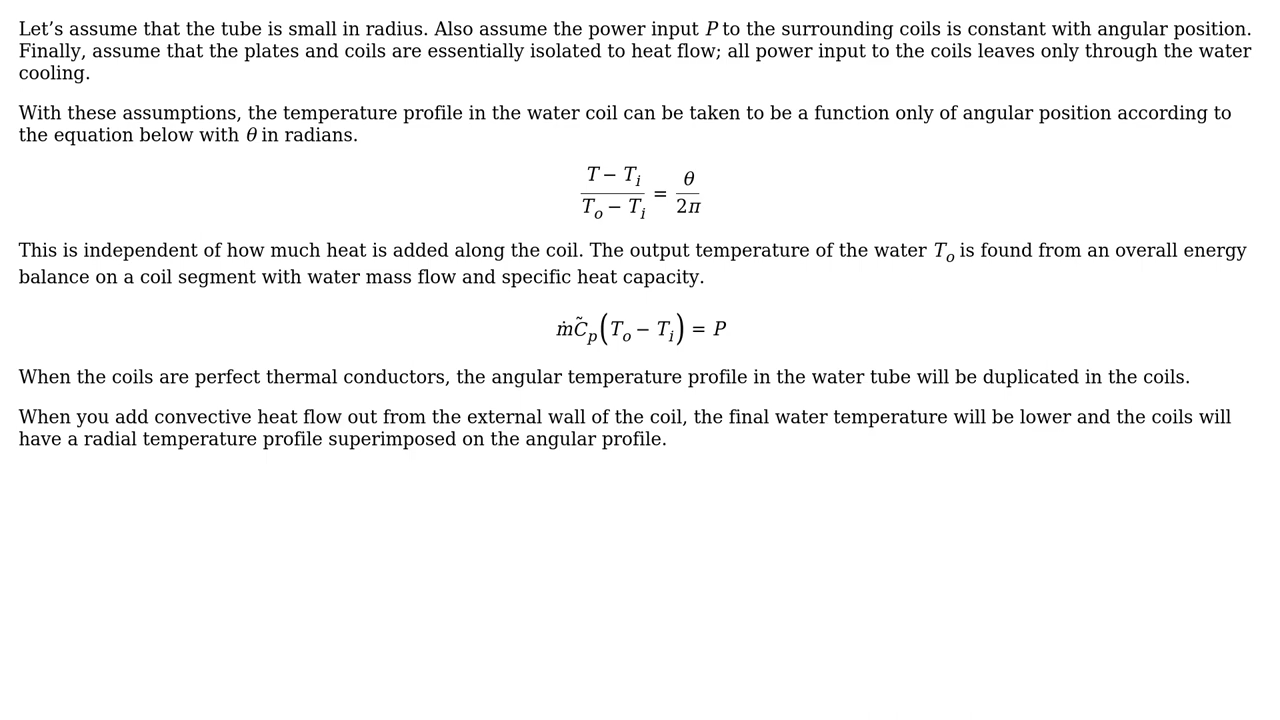 Let’s assume that the tube is small in radius. Also assume the power input P to the surrounding coils is constant with angular position.
Finally, assume that the plates and coils are essentially isolated to heat flow; all power input to the coils leaves only through the water
cooling.
With these assumptions, the temperature profile in the water coil can be taken to be a function only of angular position according to
the equation below with θ in radians.
\frac{T - T_i}{T_o - T_i} = \frac{θ}{2π}
This is independent of how much heat is added along the coil. The output temperature of the water T_o is found from an overall energy
balance on a coil segment with water mass flow and specific heat capacity.
\dot{m}\tilde{C}_p(T_o - T_i) = P
When the coils are perfect thermal conductors, the angular temperature profile in the water tube will be duplicated in the coils.
When you add convective heat flow out from the external wall of the coil, the final water temperature will be lower and the coils will
have a radial temperature profile superimposed on the angular profile.